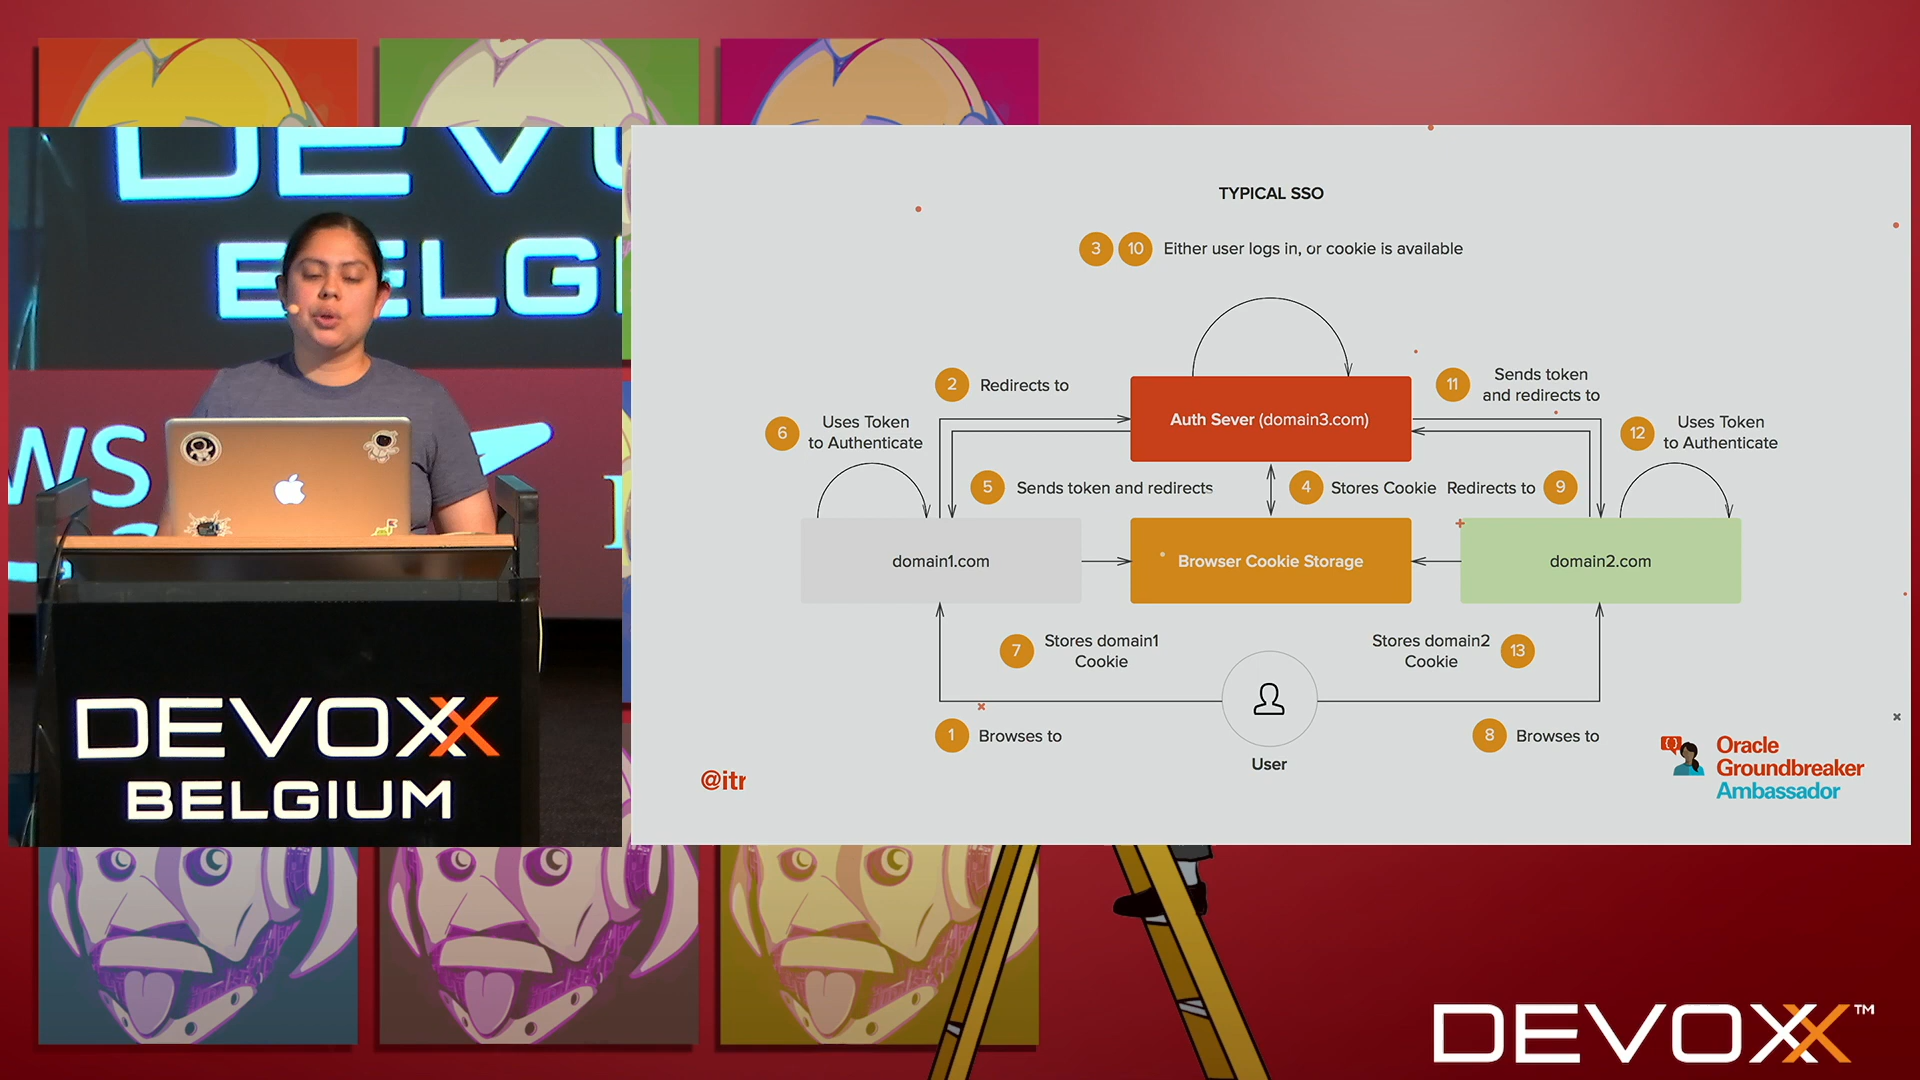 DEVO
BELGI
WS
DEVOXX
BELGIUM
TYPICAL SSO
3 10 Either user logs in, or cookie is available
2 Redirects to
11 Sends token
and redirects to
6 Uses Token
to Authenticate
Auth Sever (domain3.com)
12 Uses Token
to Authenticate
5 Sends token and redirects
4 Stores Cookie
Redirects to 9
domain1.com
Browser Cookie Storage
domain2.com
7 Stores domain1
Cookie
Stores domain2
Cookie 13
1 Browses to
8 Browses to
User
@itr
Oracle
Groundbreaker
Ambassador
DEVOXX™